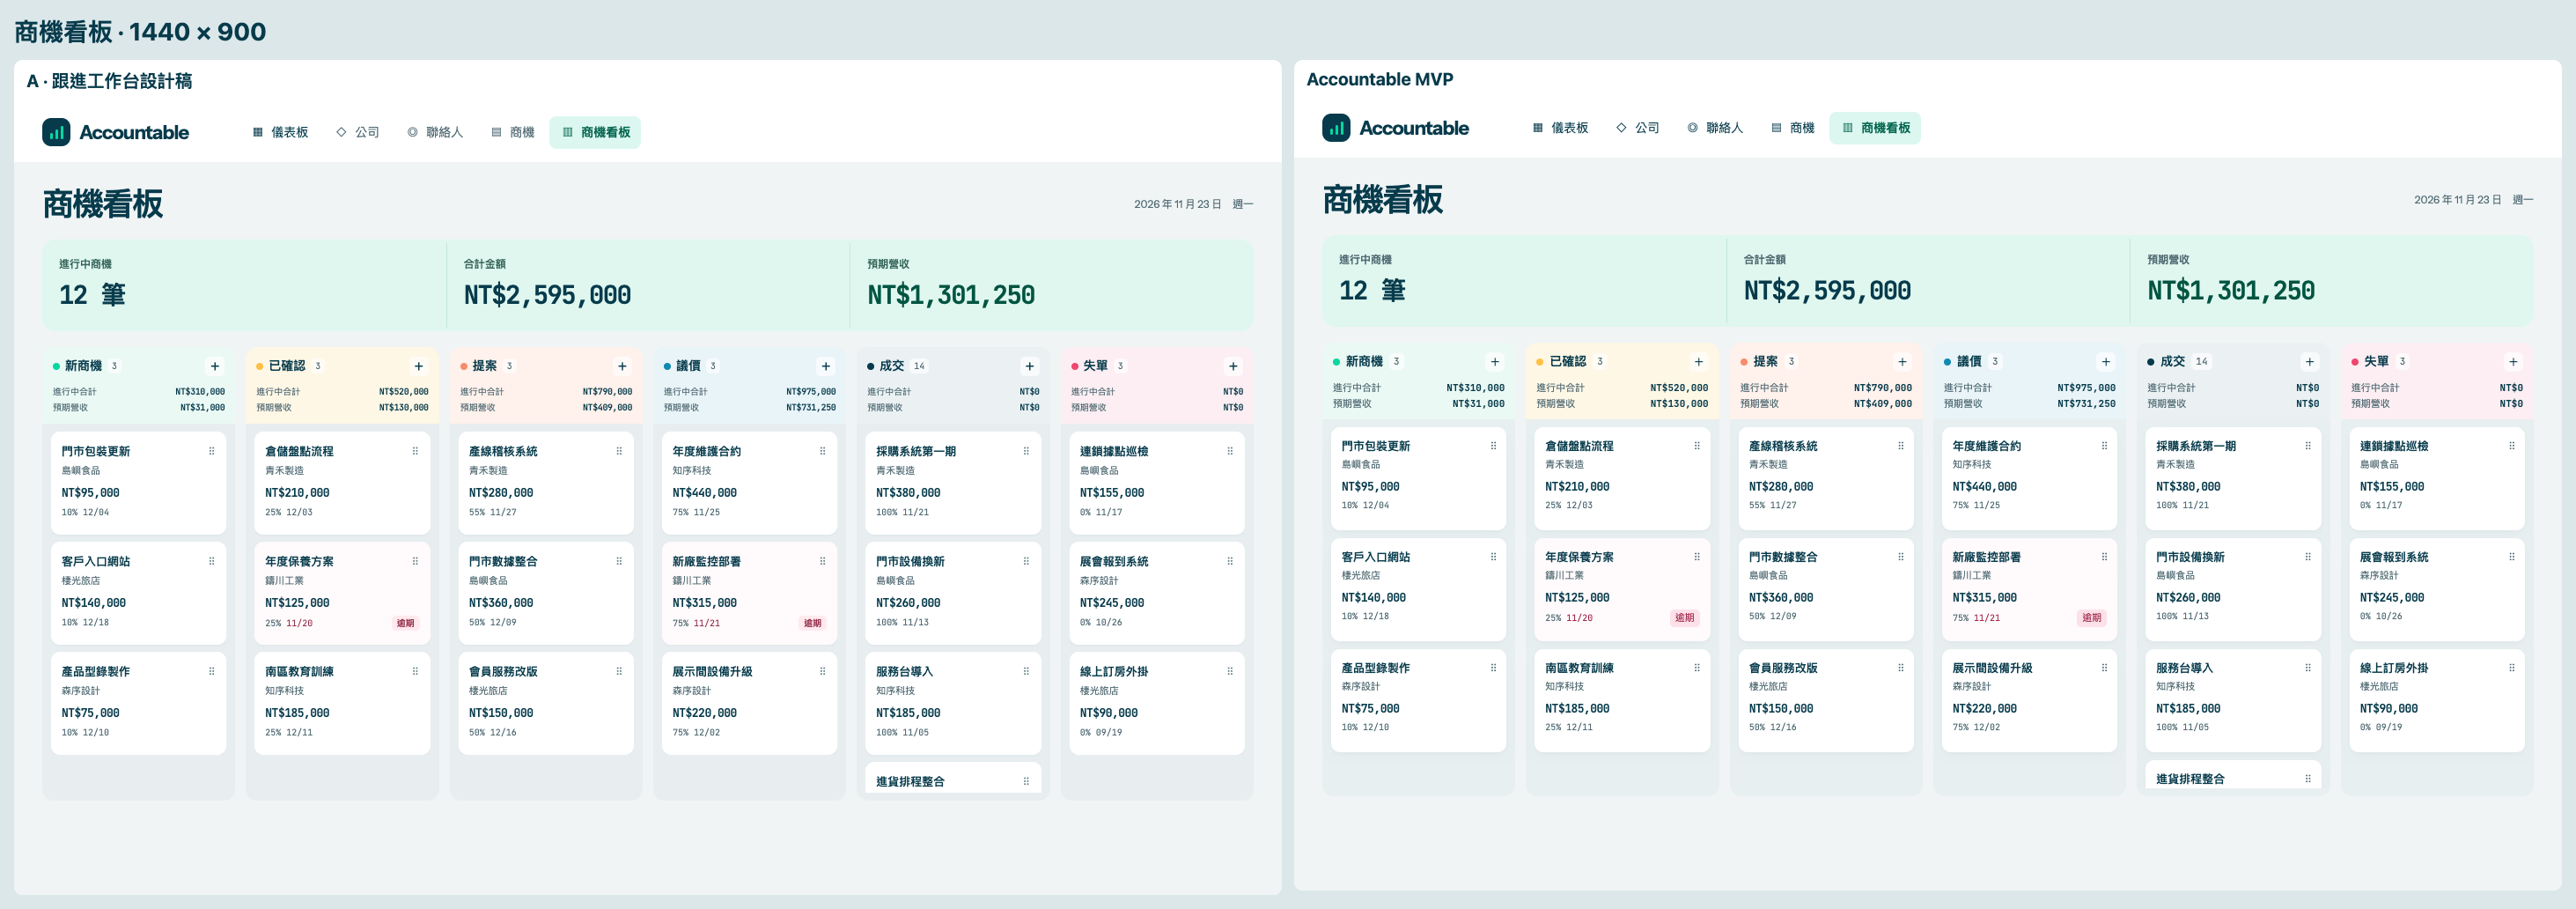 商機看板 · 1440 × 900
A · 跟進工作台設計稿
Accountable
儀表板
公司
聯絡人
商機
商機看板
商機看板
2026 年 11 月 23 日 週一
進行中商機
12 筆
合計金額
NT$2,595,000
預期營收
NT$1,301,250
新商機 3 +
進行中合計 NT$310,000
預期營收 NT$31,000
門市包裝更新
島嶼食品
NT$95,000
10% 12/04
客戶入口網站
棲光旅店
NT$140,000
10% 12/18
產品型錄製作
森序設計
NT$75,000
10% 12/10
已確認 3 +
進行中合計 NT$520,000
預期營收 NT$130,000
倉儲盤點流程
青禾製造
NT$210,000
25% 12/03
年度保養方案
鑄川工業
NT$125,000
25% 11/20 逾期
南區教育訓練
知序科技
NT$185,000
25% 12/11
提案 3 +
進行中合計 NT$790,000
預期營收 NT$409,000
產線稽核系統
青禾製造
NT$280,000
55% 11/27
門市數據整合
島嶼食品
NT$360,000
50% 12/09
會員服務改版
棲光旅店
NT$150,000
50% 12/16
議價 3 +
進行中合計 NT$975,000
預期營收 NT$731,250
年度維護合約
知序科技
NT$440,000
75% 11/25
新廠監控部署
鑄川工業
NT$315,000
75% 11/21 逾期
展示間設備升級
森序設計
NT$220,000
75% 12/02
成交 14 +
進行中合計 NT$0
預期營收 NT$0
採購系統第一期
青禾製造
NT$380,000
100% 11/21
門市設備換新
島嶼食品
NT$260,000
100% 11/13
服務台導入
知序科技
NT$185,000
100% 11/05
進貨排程整合
失單 3 +
進行中合計 NT$0
預期營收 NT$0
連鎖據點巡檢
島嶼食品
NT$155,000
0% 11/17
展會報到系統
森序設計
NT$245,000
0% 10/26
線上訂房外掛
棲光旅店
NT$90,000
0% 09/19
Accountable MVP
Accountable
儀表板
公司
聯絡人
商機
商機看板
商機看板
2026 年 11 月 23 日 週一
進行中商機
12 筆
合計金額
NT$2,595,000
預期營收
NT$1,301,250
新商機 3 +
進行中合計 NT$310,000
預期營收 NT$31,000
門市包裝更新
島嶼食品
NT$95,000
10% 12/04
客戶入口網站
棲光旅店
NT$140,000
10% 12/18
產品型錄製作
森序設計
NT$75,000
10% 12/10
已確認 3 +
進行中合計 NT$520,000
預期營收 NT$130,000
倉儲盤點流程
青禾製造
NT$210,000
25% 12/03
年度保養方案
鑄川工業
NT$125,000
25% 11/20 逾期
南區教育訓練
知序科技
NT$185,000
25% 12/11
提案 3 +
進行中合計 NT$790,000
預期營收 NT$409,000
產線稽核系統
青禾製造
NT$280,000
55% 11/27
門市數據整合
島嶼食品
NT$360,000
50% 12/09
會員服務改版
棲光旅店
NT$150,000
50% 12/16
議價 3 +
進行中合計 NT$975,000
預期營收 NT$731,250
年度維護合約
知序科技
NT$440,000
75% 11/25
新廠監控部署
鑄川工業
NT$315,000
75% 11/21 逾期
展示間設備升級
森序設計
NT$220,000
75% 12/02
成交 14 +
進行中合計 NT$0
預期營收 NT$0
採購系統第一期
青禾製造
NT$380,000
100% 11/21
門市設備換新
島嶼食品
NT$260,000
100% 11/13
服務台導入
知序科技
NT$185,000
100% 11/05
進貨排程整合
失單 3 +
進行中合計 NT$0
預期營收 NT$0
連鎖據點巡檢
島嶼食品
NT$155,000
0% 11/17
展會報到系統
森序設計
NT$245,000
0% 10/26
線上訂房外掛
棲光旅店
NT$90,000
0% 09/19